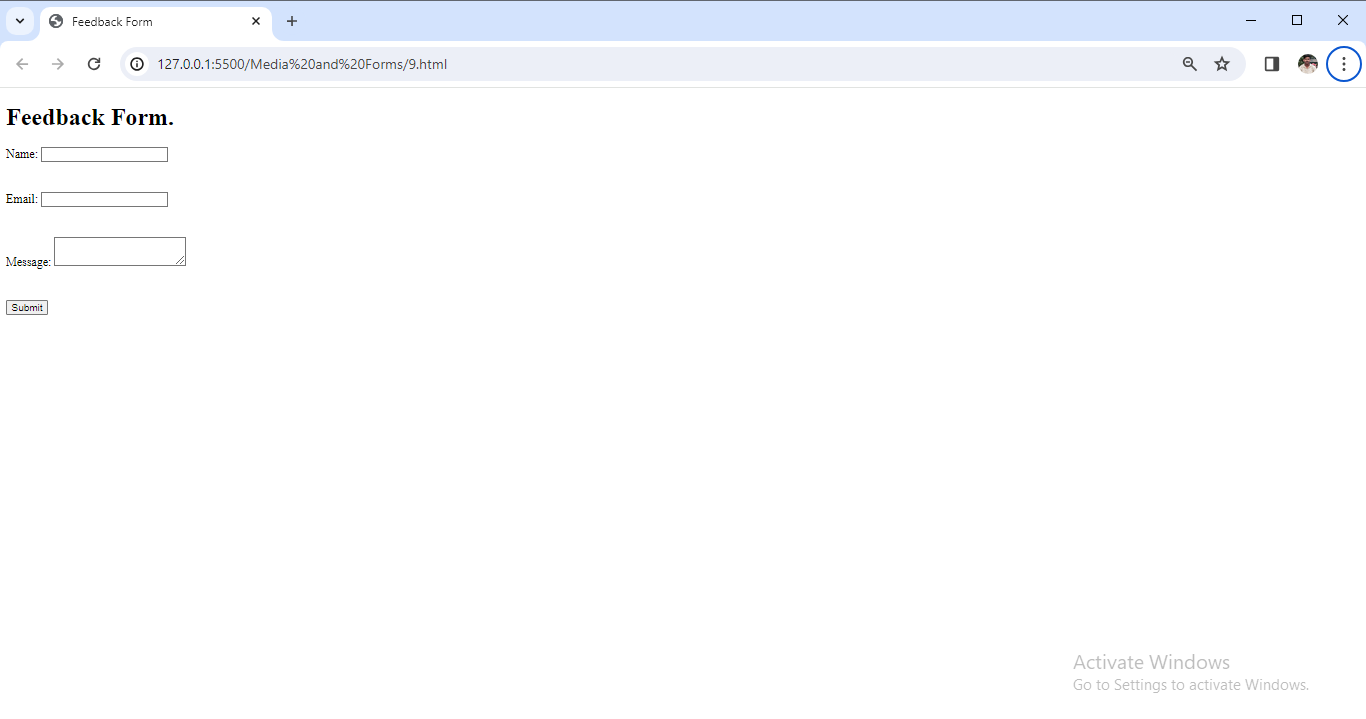 Feedback Form
127.0.0.1:5500/Media%20and%20Forms/9.html
Feedback Form.
Name:
Email:
Message:
Submit
Activate Windows
Go to Settings to activate Windows.